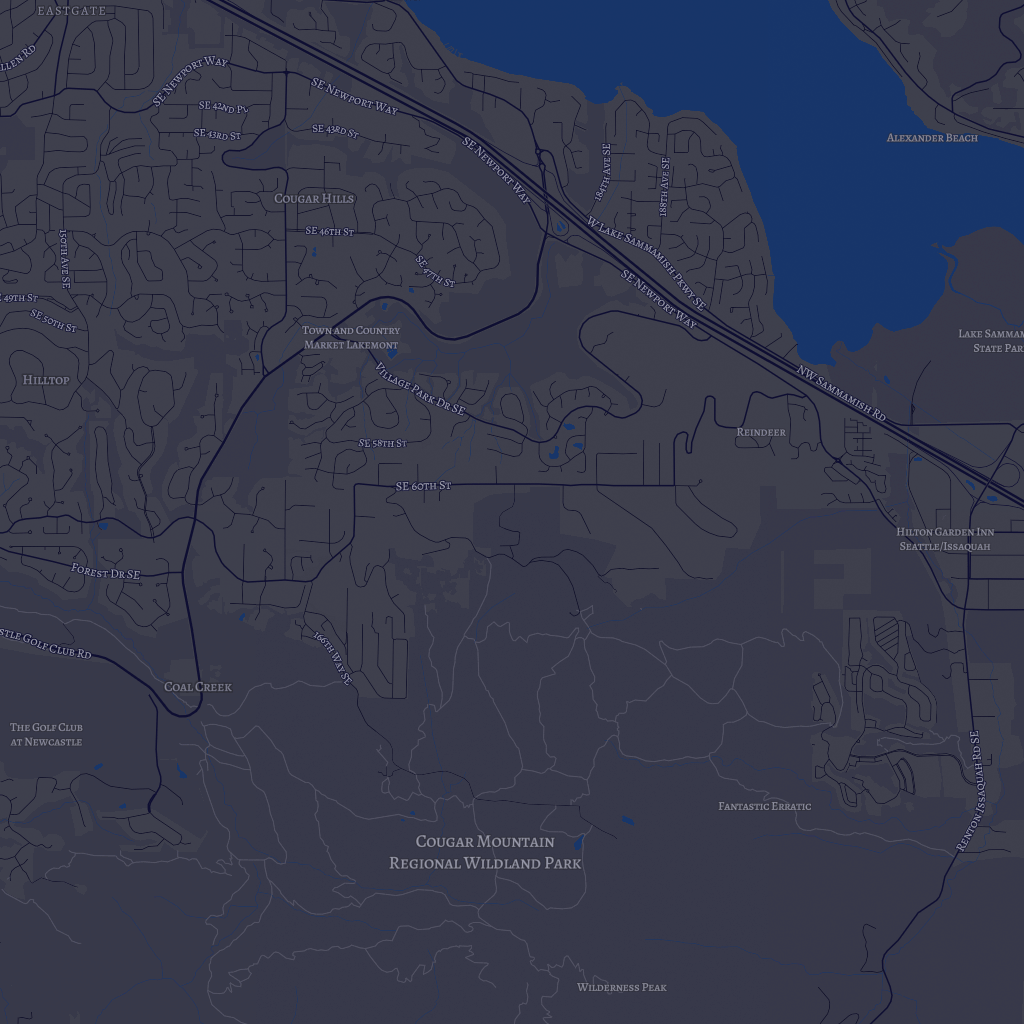 EASTGATE
SE NEWPORT WAY
SE NEWPORT WAY
SE 42ND PL
SE 43RD ST
SE 43RD ST
SE NEWPORT WAY
ALEXANDER BEACH
184TH AVE SE
188TH AVE SE
COUGAR HILLS
SE 46TH ST
150TH AVE SE
W LAKE SAMMAMISH PKWY SE
SE 47TH ST
SE NEWPORT WAY
E 49TH ST
SE 50TH ST
TOWN AND COUNTRY
MARKET LAKEMONT
LAKE SAMMAM
STATE PAR
HILLTOP
VILLAGE PARK DR SE
NW SAMMAMISH RD
REINDEER
SE 58TH ST
SE 60TH ST
HILTON GARDEN INN
SEATTLE/ISSAQUAH
FOREST DR SE
STLE GOLF CLUB RD
166TH WAY SE
COAL CREEK
THE GOLF CLUB
AT NEWCASTLE
RENTON ISSAQUAH RD SE
FANTASTIC ERRATIC
COUGAR MOUNTAIN
REGIONAL WILDLAND PARK
WILDERNESS PEAK